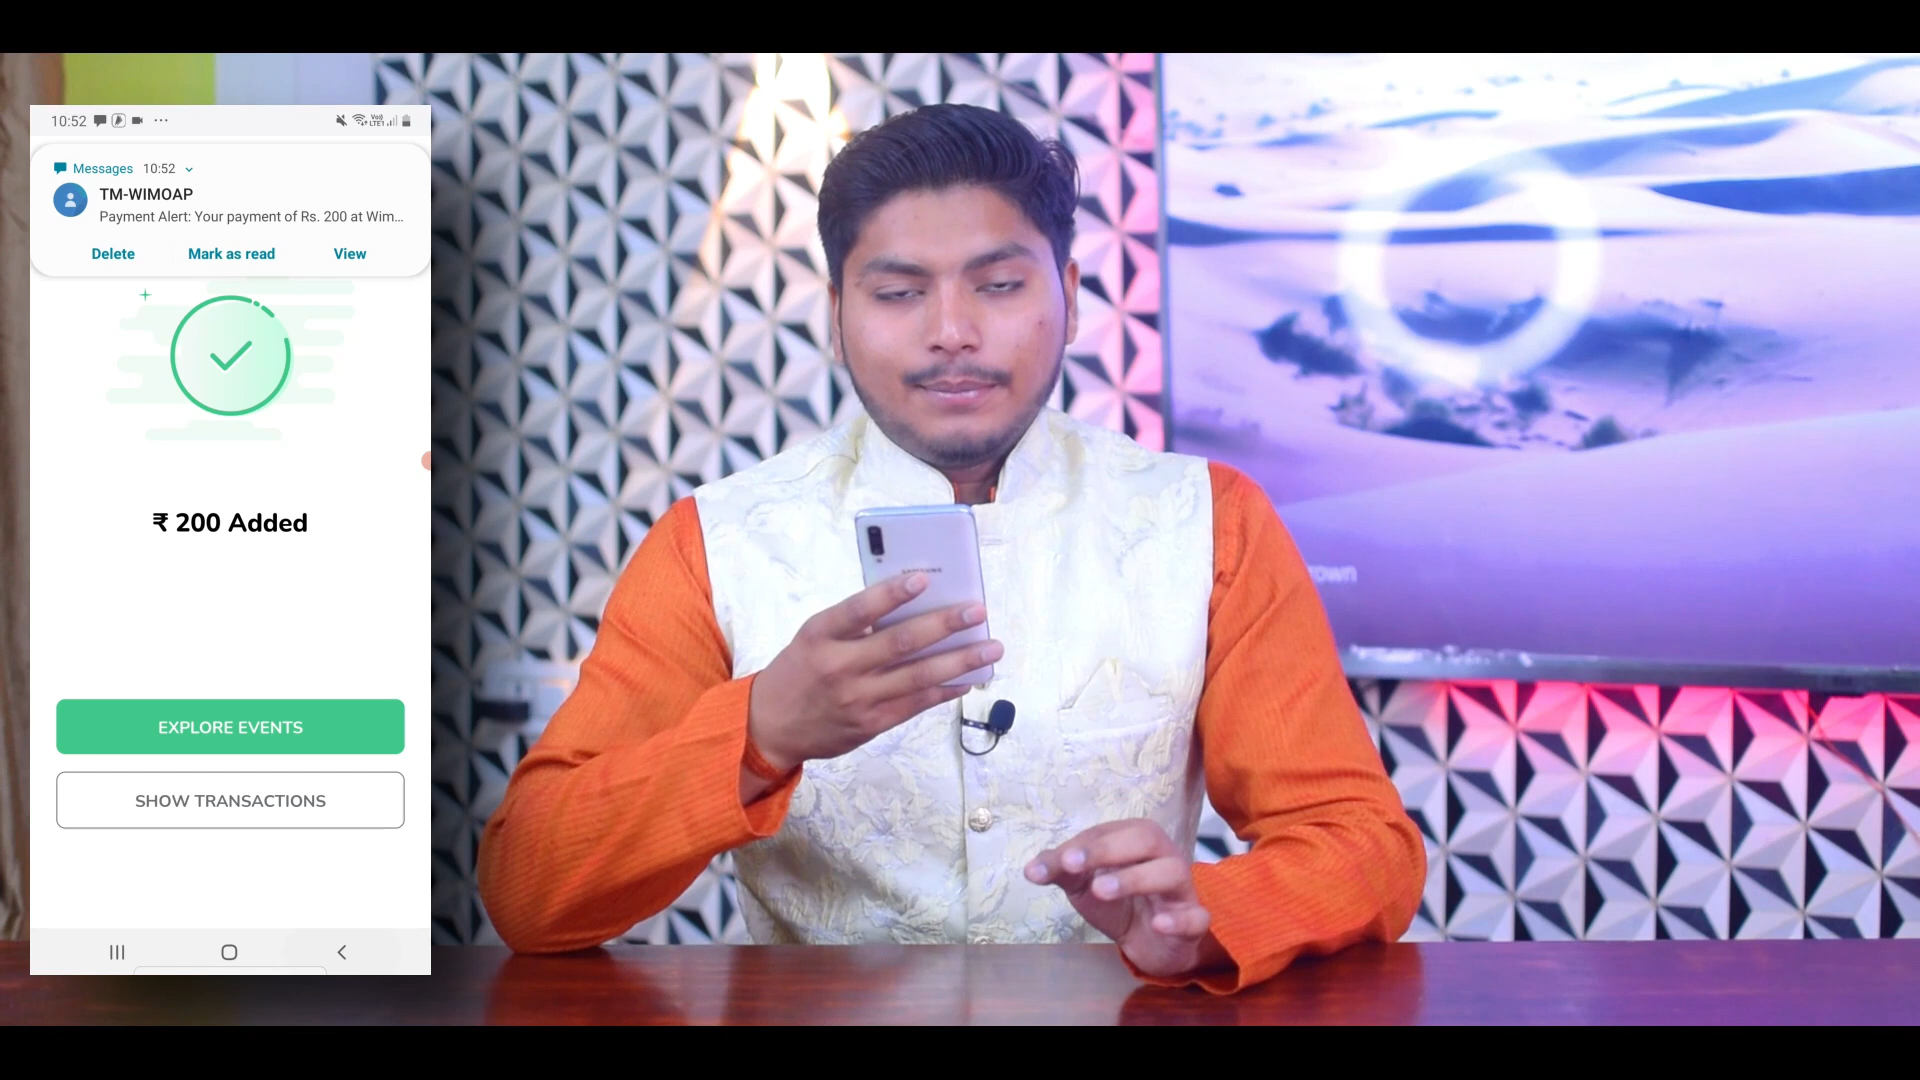 10:52
Messages 10:52
TM-WIMOAP
Payment Alert: Your payment of Rs. 200 at Wim...
Delete Mark as read View
₹ 200 Added
SAMSUNG
EXPLORE EVENTS
SHOW TRANSACTIONS